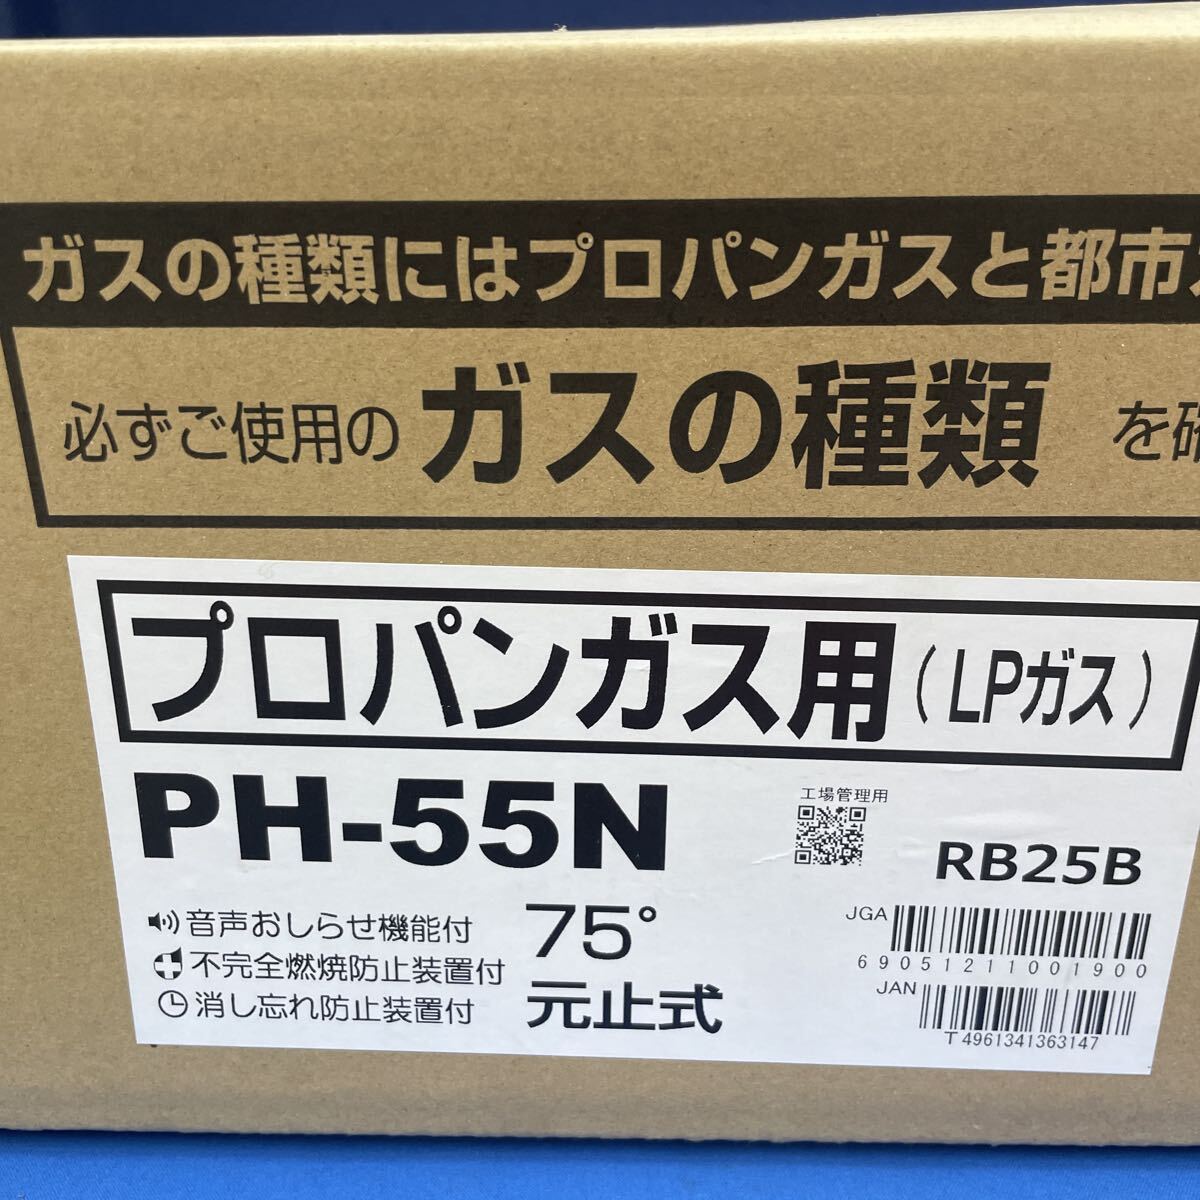 ガスの種類にはプロパンガスと都市
必ずご使用の ガスの種類 を確
プロパンガス用(LPガス)
PH-55N
工場管理用
RB25B
音声おしらせ機能付
不完全燃焼防止装置付
消し忘れ防止装置付
75°
元止式
JGA
69051211001900
JAN
T4961341363147